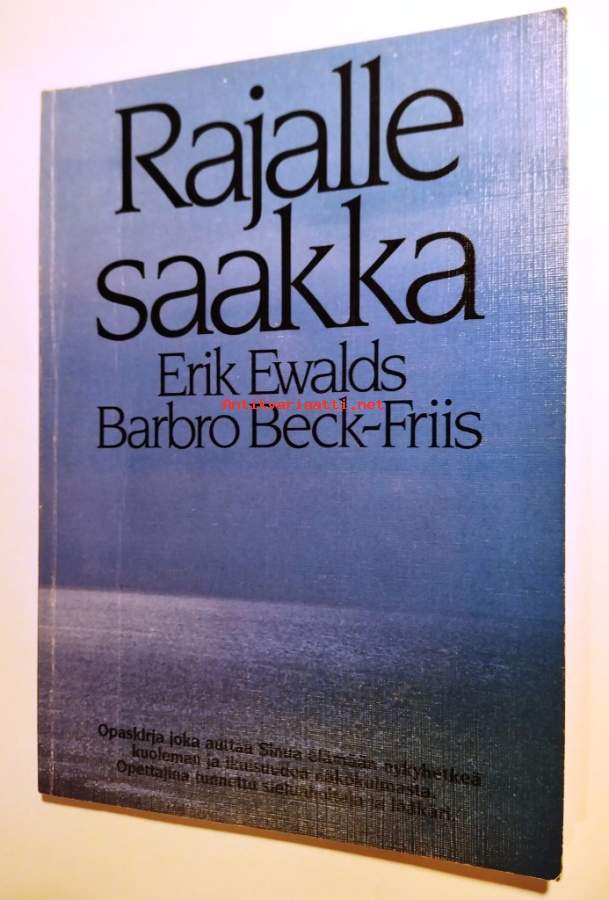 Rajalle
saakka
Erik Ewalds
Antikvariaatti.net
Barbro Beck-Friis
Opaskirja joka auttaa Sinua elämään nykyhetkeä
kuoleman ja ikuisuuden näkökulmasta.
Opettajina tunnettu sielunhoitaja ja lääkäri.